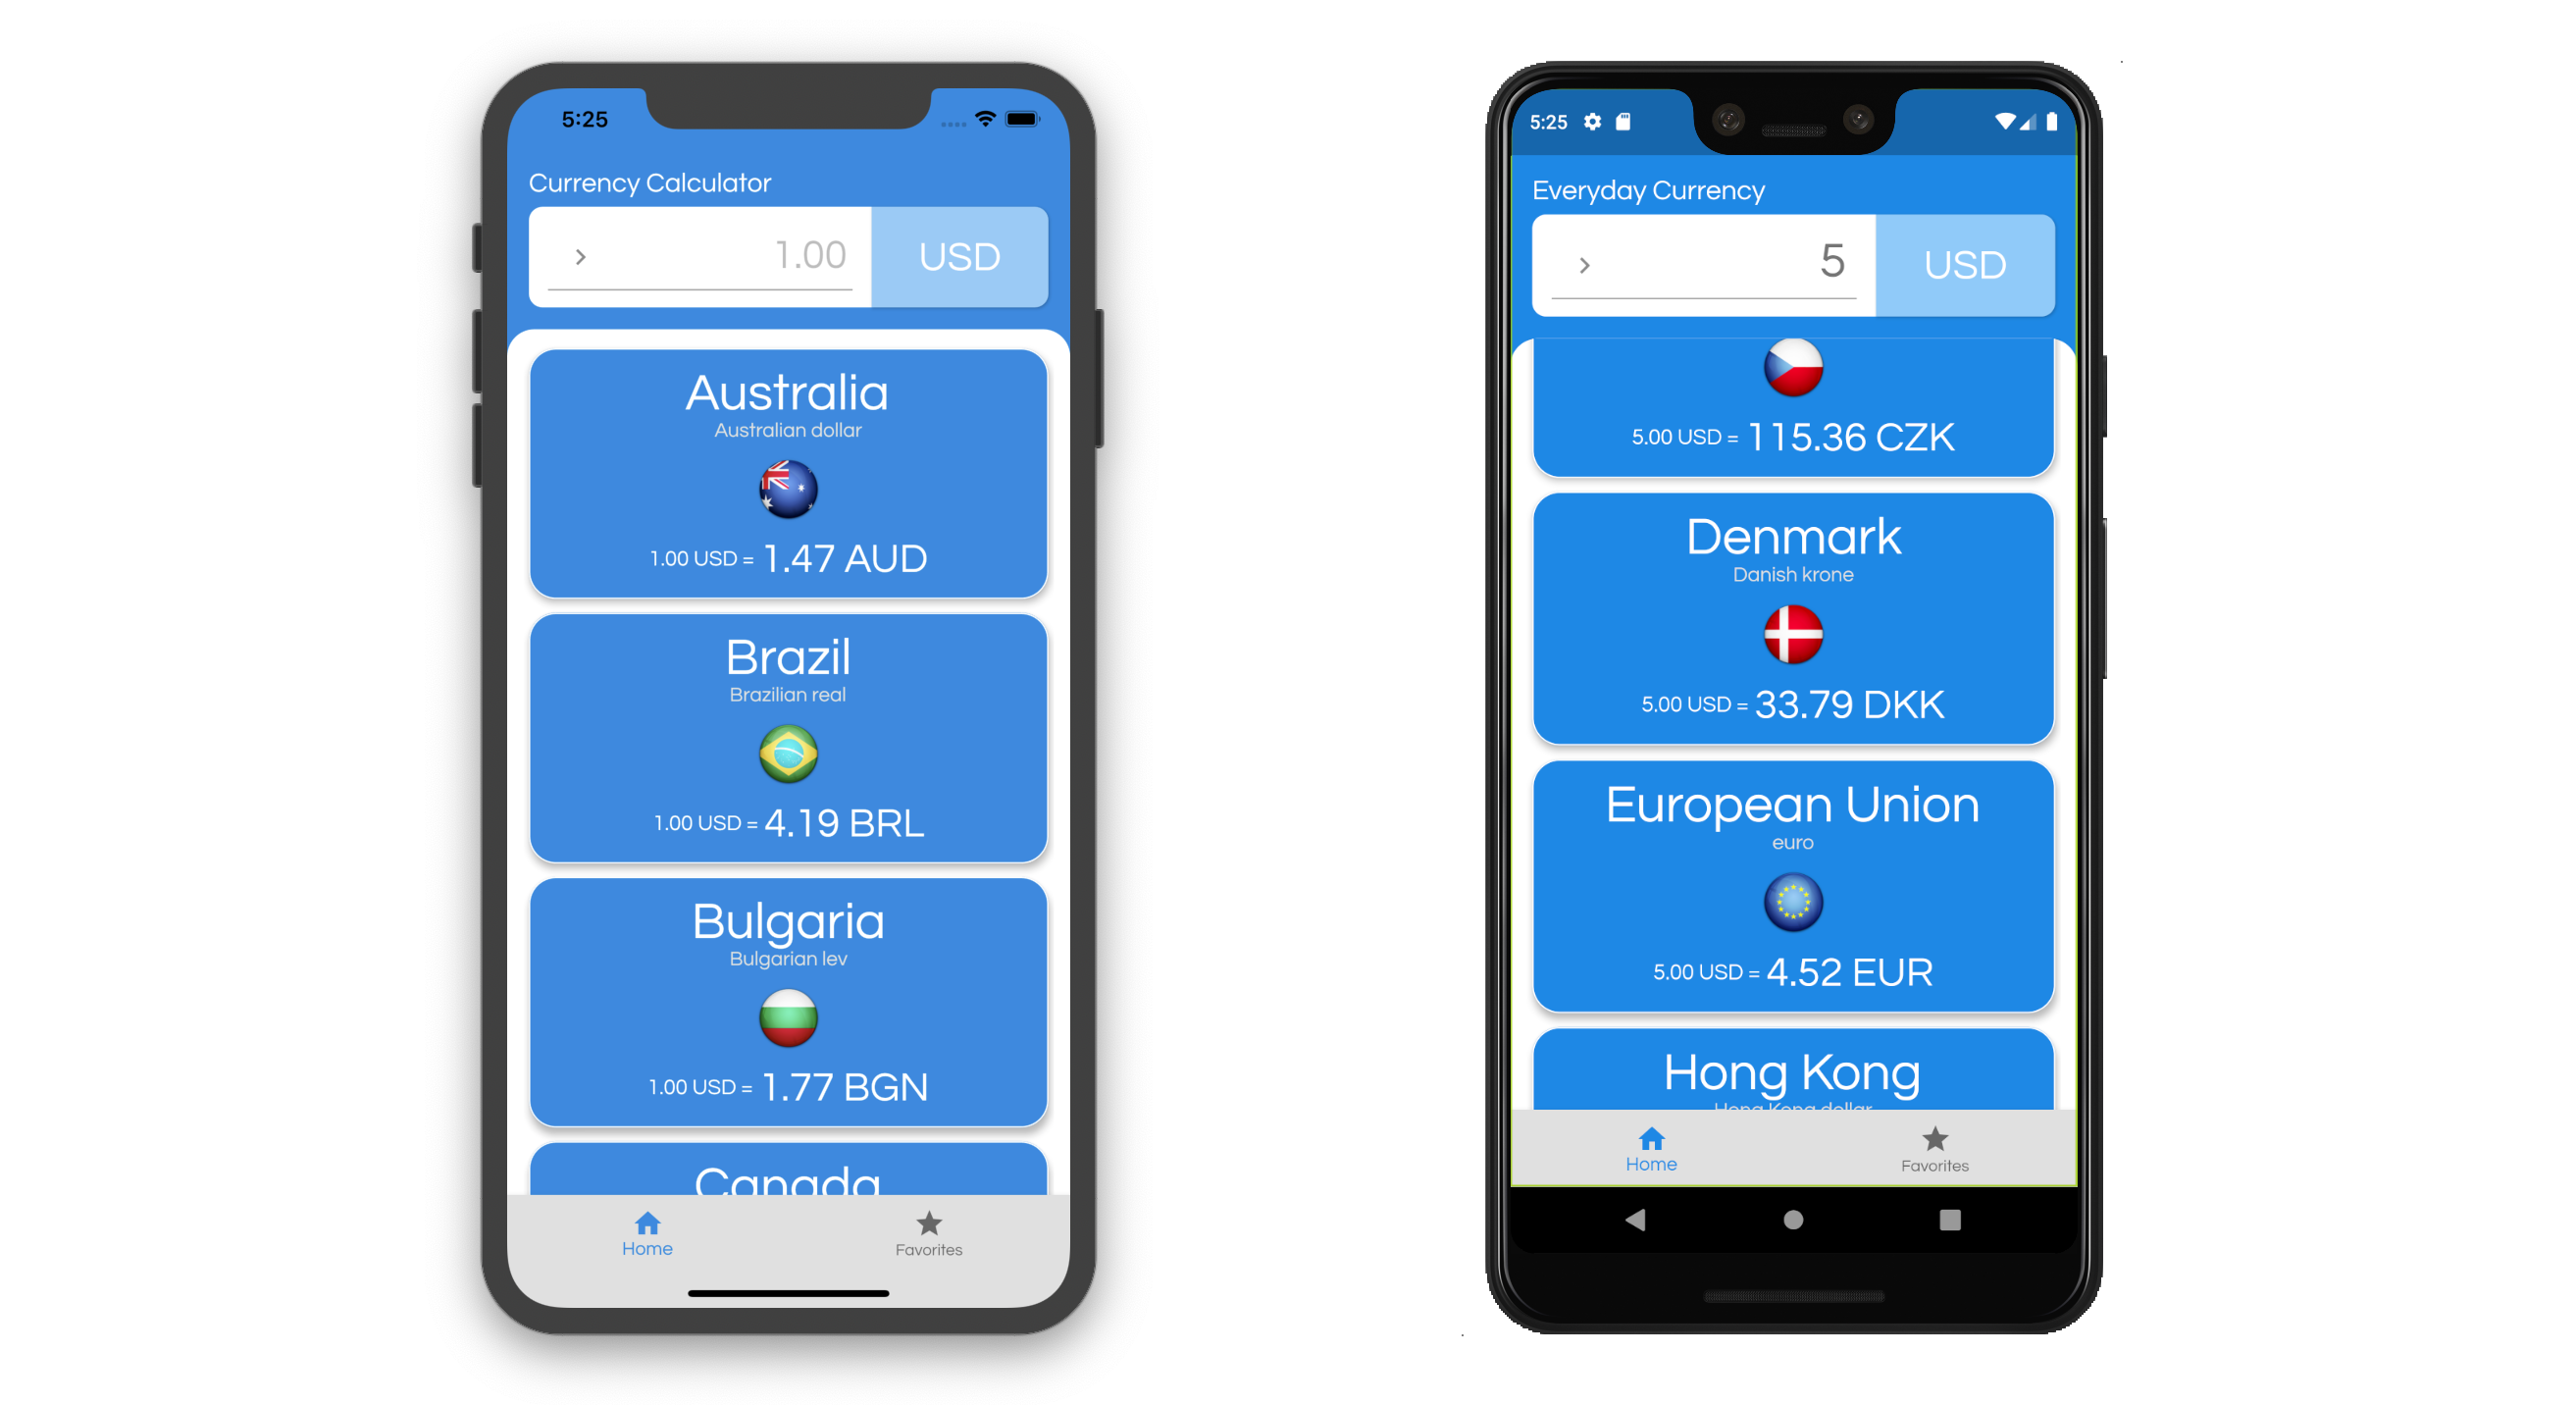 5:25
Currency Calculator
1.00
USD
Australia
Australian dollar
1.00 USD = 1.47 AUD
Brazil
Brazilian real
1.00 USD = 4.19 BRL
Bulgaria
Bulgarian lev
1.00 USD = 1.77 BGN
Canada
Home
Favorites
5:25
Everyday Currency
5
USD
5.00 USD = 115.36 CZK
Denmark
Danish krone
5.00 USD = 33.79 DKK
European Union
euro
5.00 USD = 4.52 EUR
Hong Kong
Hong Kong dollar
Home
Favorites